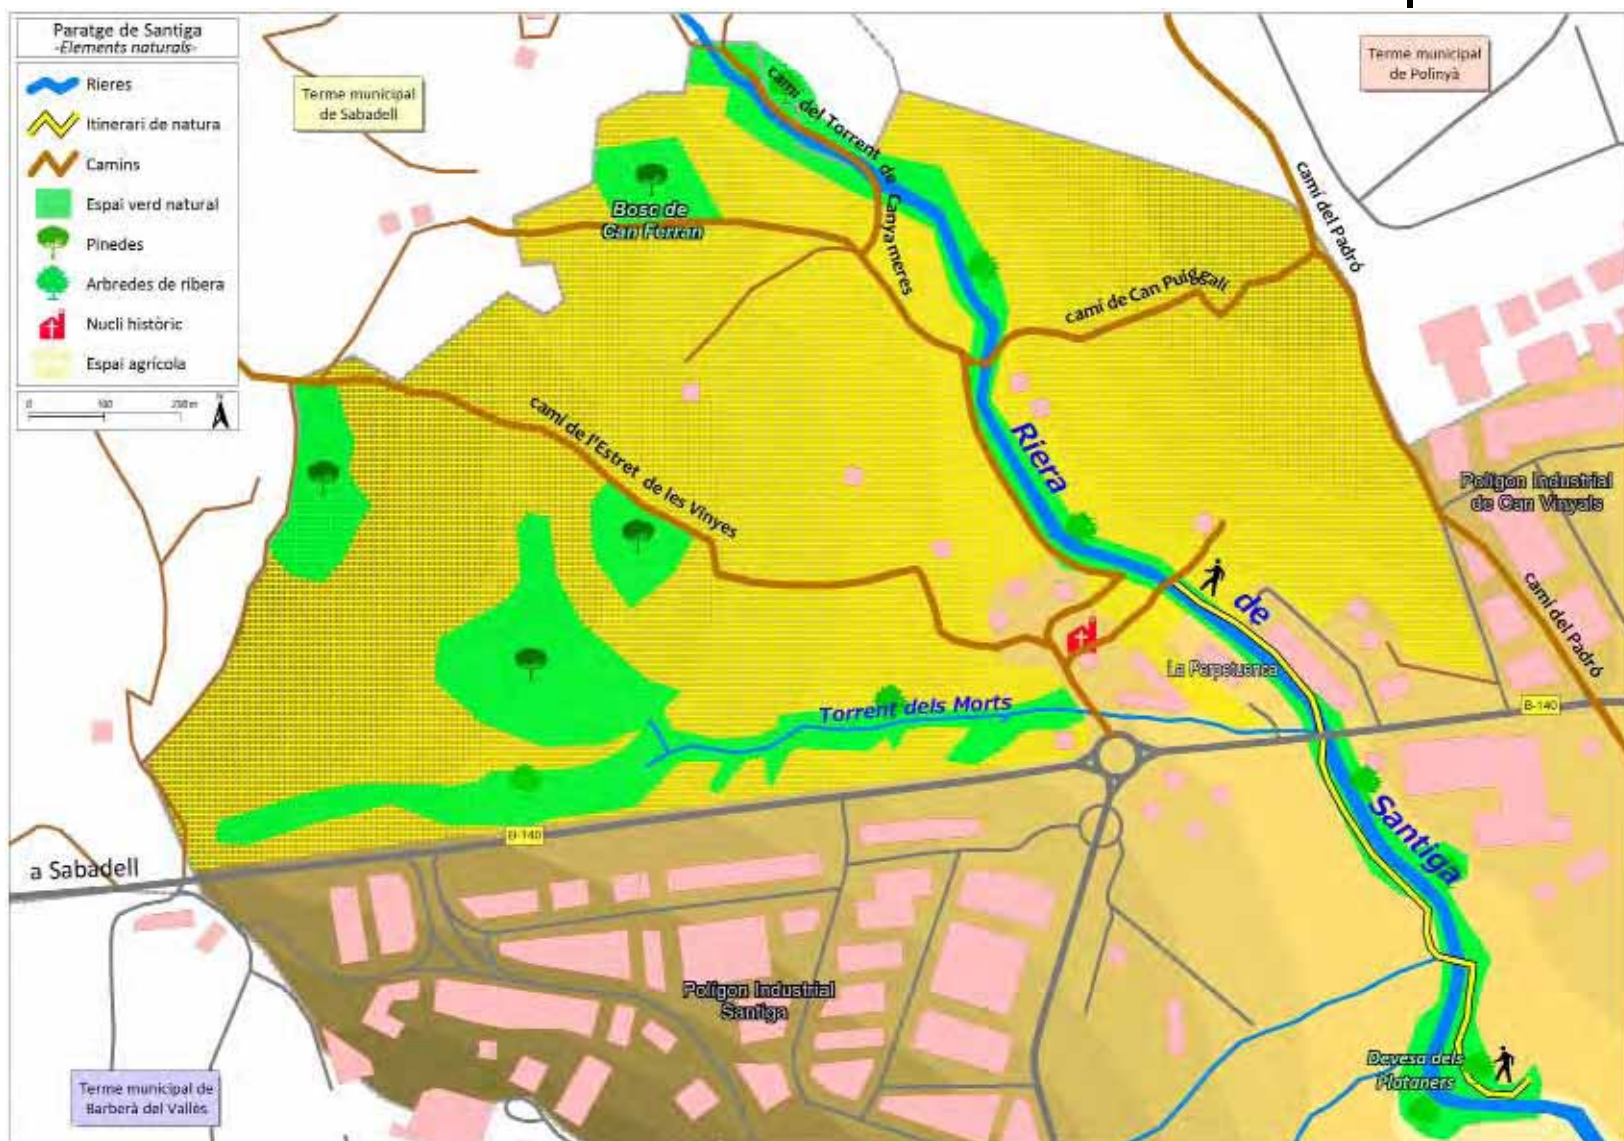 Paratge de Santiga
-Elements naturals-
Rieres
Itinerari de natura
Camins
Espai verd natural
Pinedes
Arbredes de ribera
Nucli històric
Espai agrícola
0 100 200 m
N
Terme municipal
de Sabadell
Terme municipal
de Polinyà
camí del Torrent de Canyameres
Bosc de
Can Ferran
camí del Padró
camí de Can Puiggalí
camí de l'Estret de les Vinyes
Riera de Santiga
Polígon Industrial
de Can Vinyals
camí del Padró
La Perpetuenca
Torrent dels Morts
B-140
B-140
a Sabadell
Polígon Industrial
Santiga
Devesa dels
Plataners
Terme municipal de
Barberà del Vallès